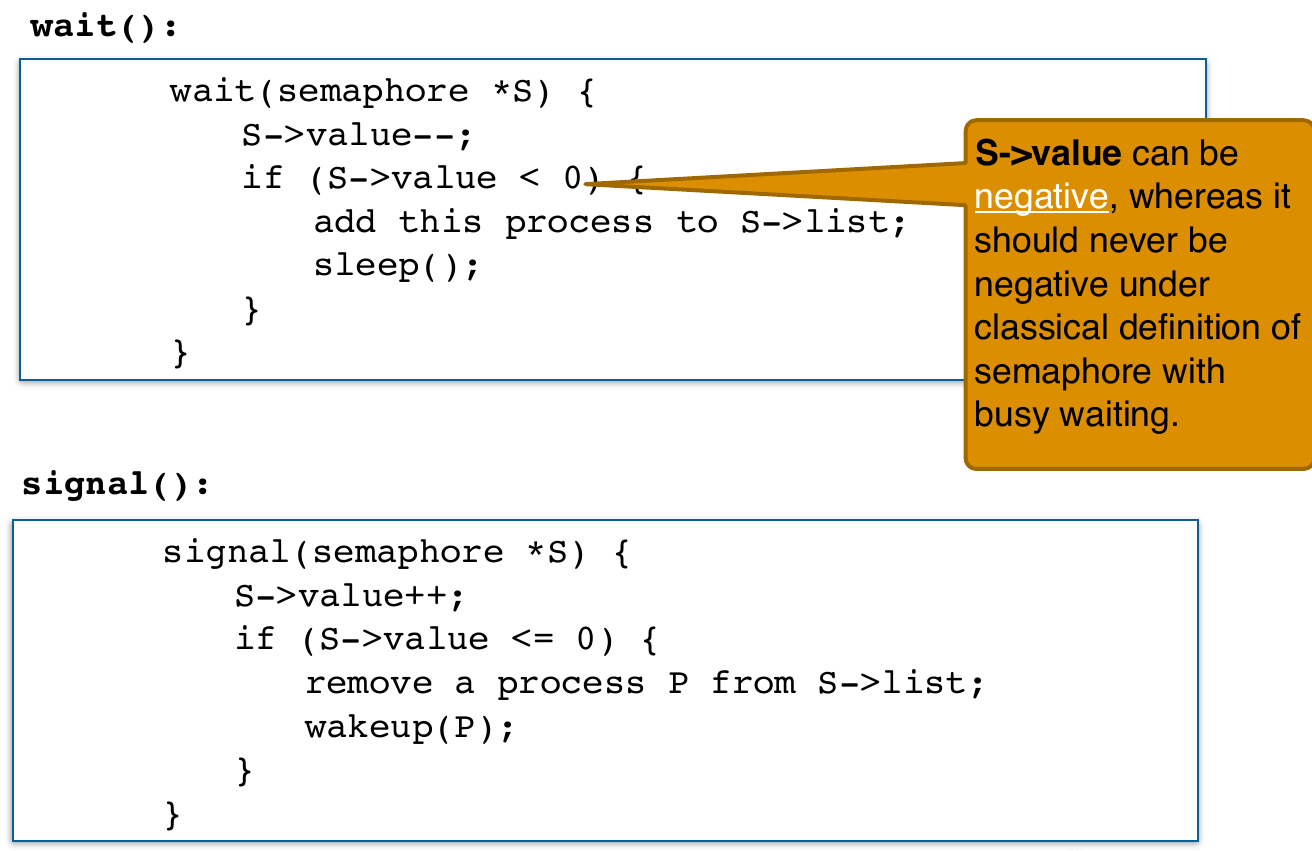 wait():
wait(semaphore *S) {
S->value--;
if (S->value < 0) {
add this process to S->list;
sleep();
}
}
S->value can be
negative, whereas it
should never be
negative under
classical definition of
semaphore with
busy waiting.
signal():
signal(semaphore *S) {
S->value++;
if (S->value <= 0) {
remove a process P from S->list;
wakeup(P);
}
}